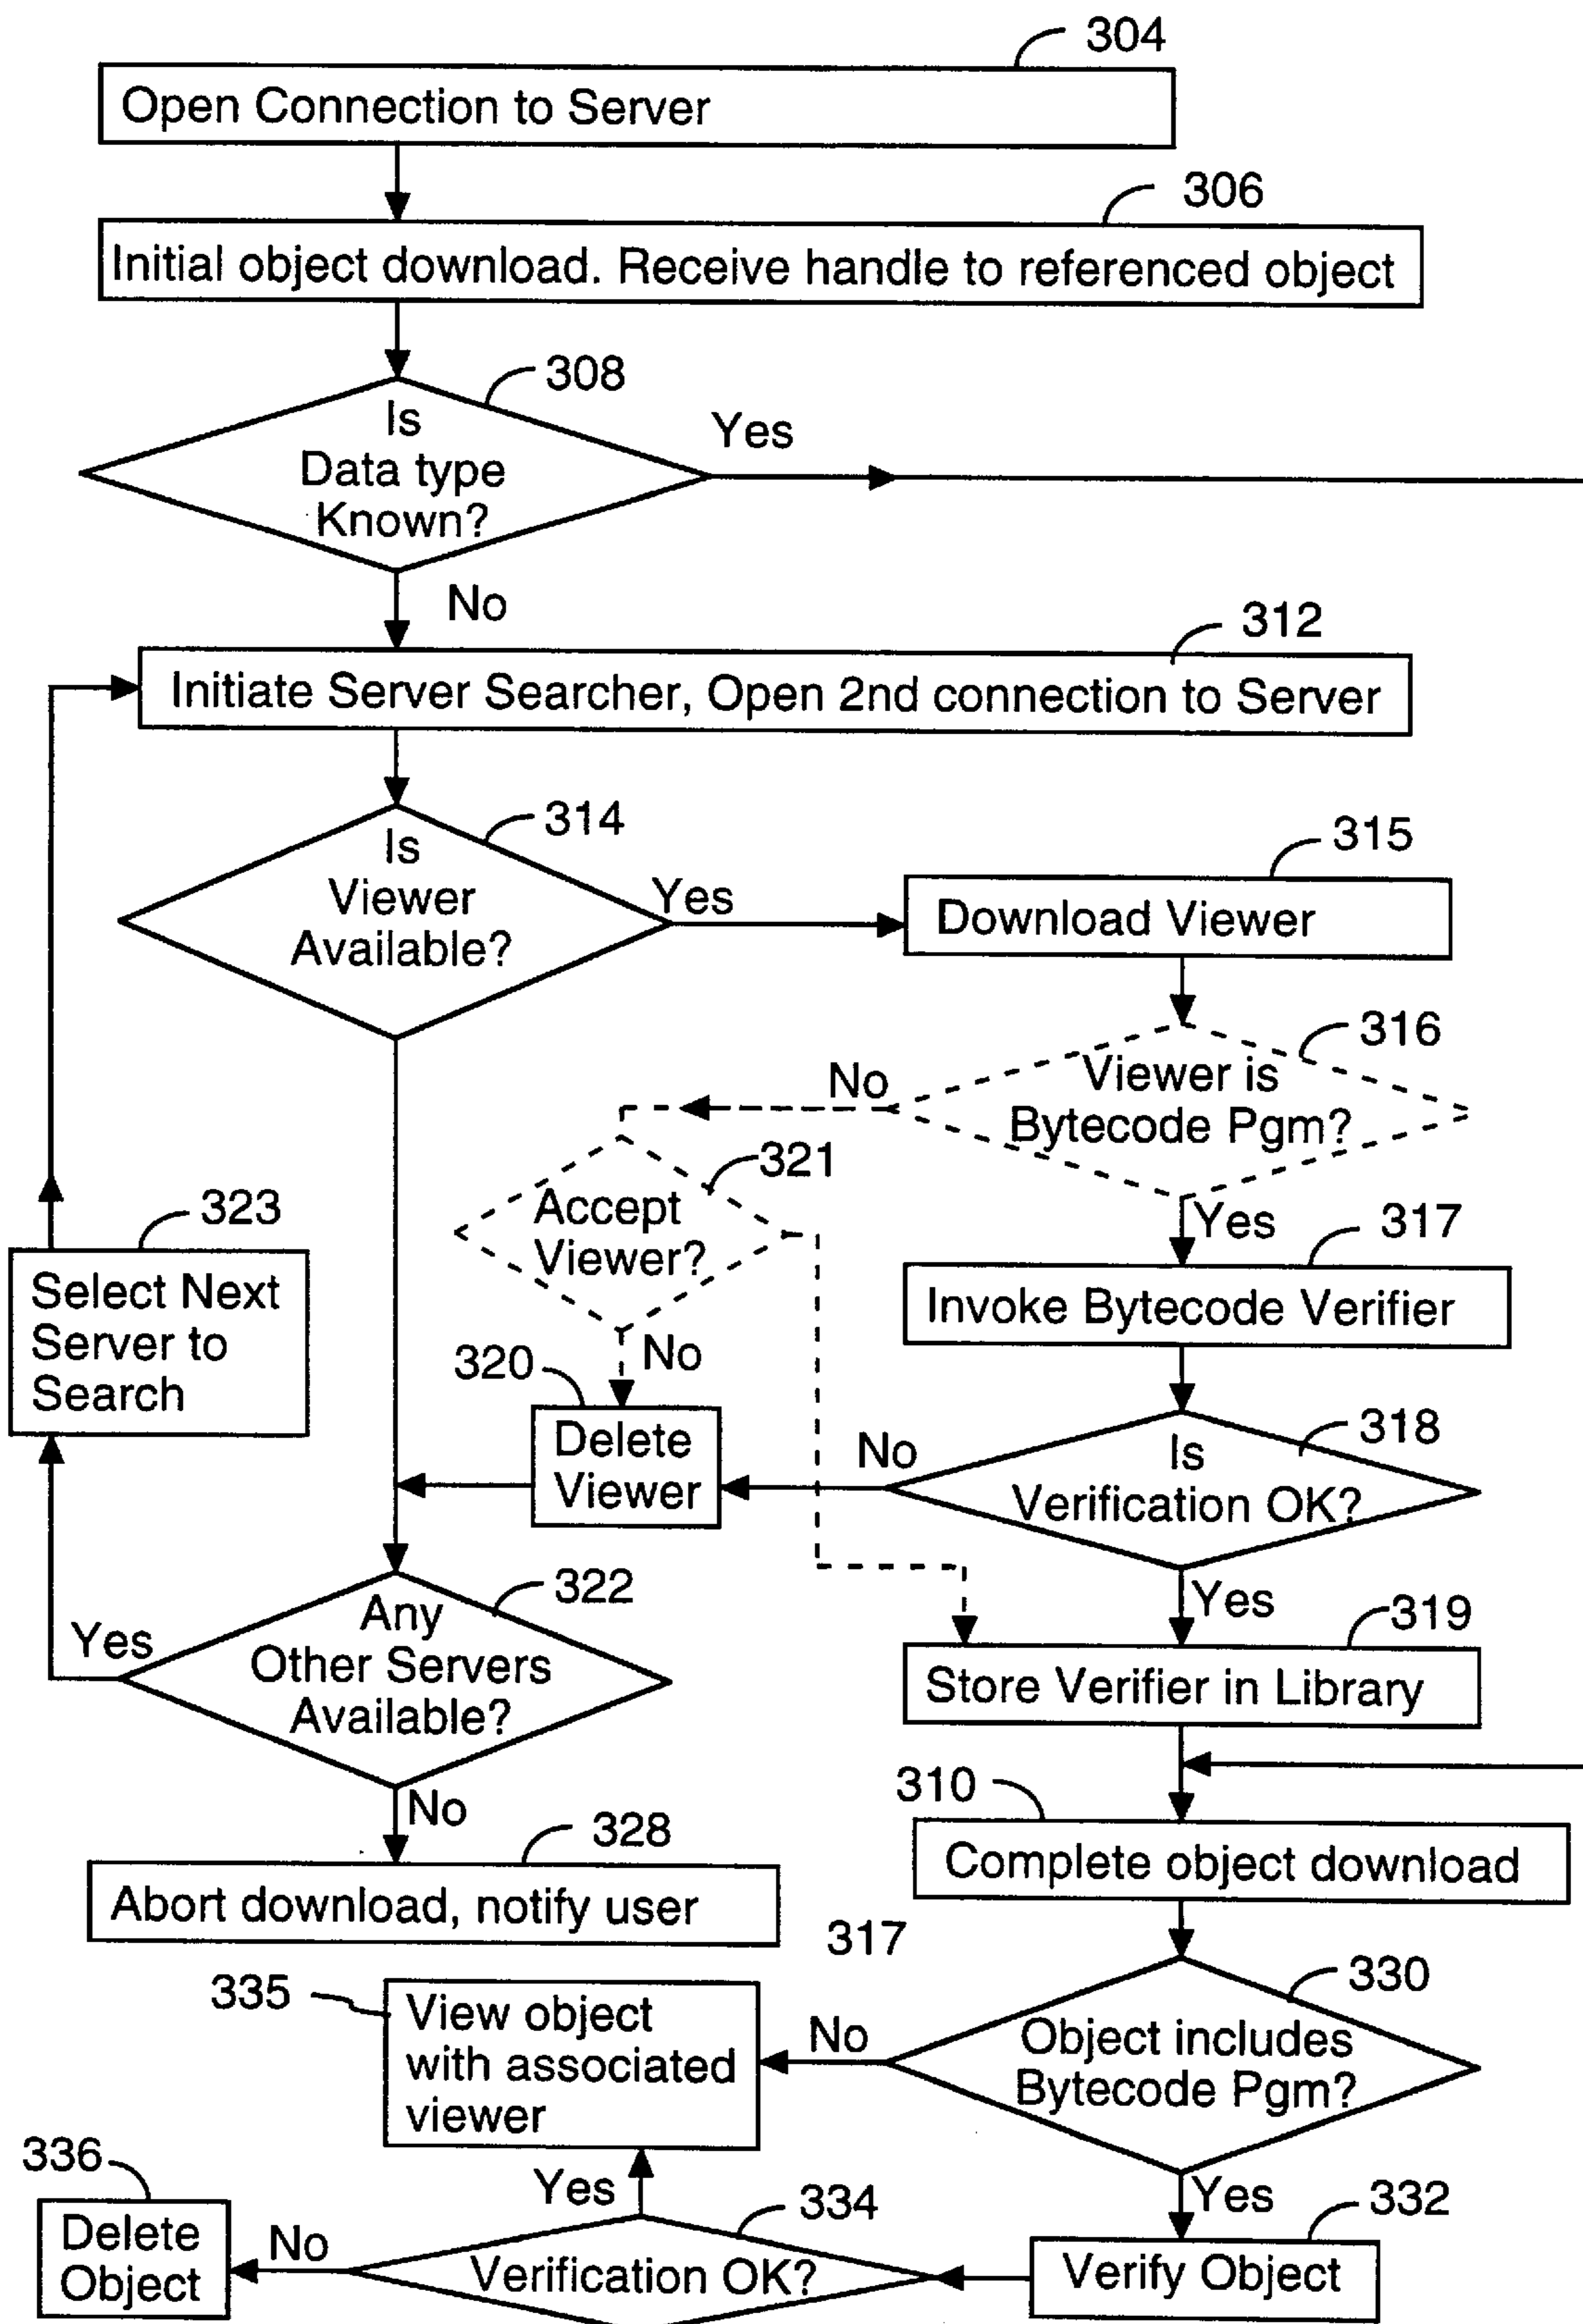 304
Open Connection to Server
306
Initial object download. Receive handle to referenced object
308
Is
Data type
Known?
Yes
No
312
Initiate Server Searcher, Open 2nd connection to Server
314
Is
Viewer
Available?
Yes
315
Download Viewer
316
Viewer is
Bytecode Pgm?
No
Yes
321
Accept
Viewer?
No
323
Select Next
Server to
Search
317
Invoke Bytecode Verifier
320
Delete
Viewer
318
Is
Verification OK?
No
Yes
322
Any
Other Servers
Available?
Yes
No
319
Store Verifier in Library
310
Complete object download
328
Abort download, notify user
317
330
Object includes
Bytecode Pgm?
No
Yes
335
View object
with associated
viewer
336
Delete
Object
No
Yes
334
Verification OK?
332
Verify Object